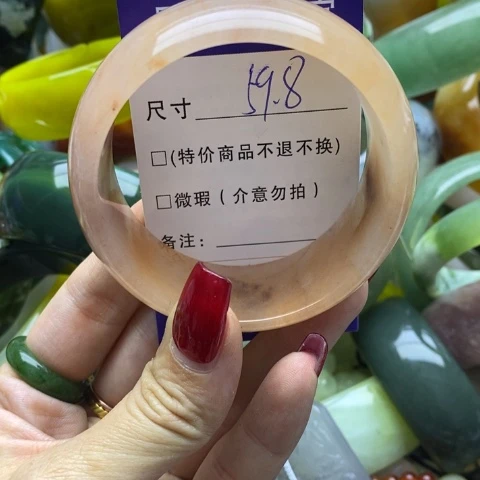 尺寸 59.8
□(特价商品不退不换)
□微瑕(介意勿拍)
备注: